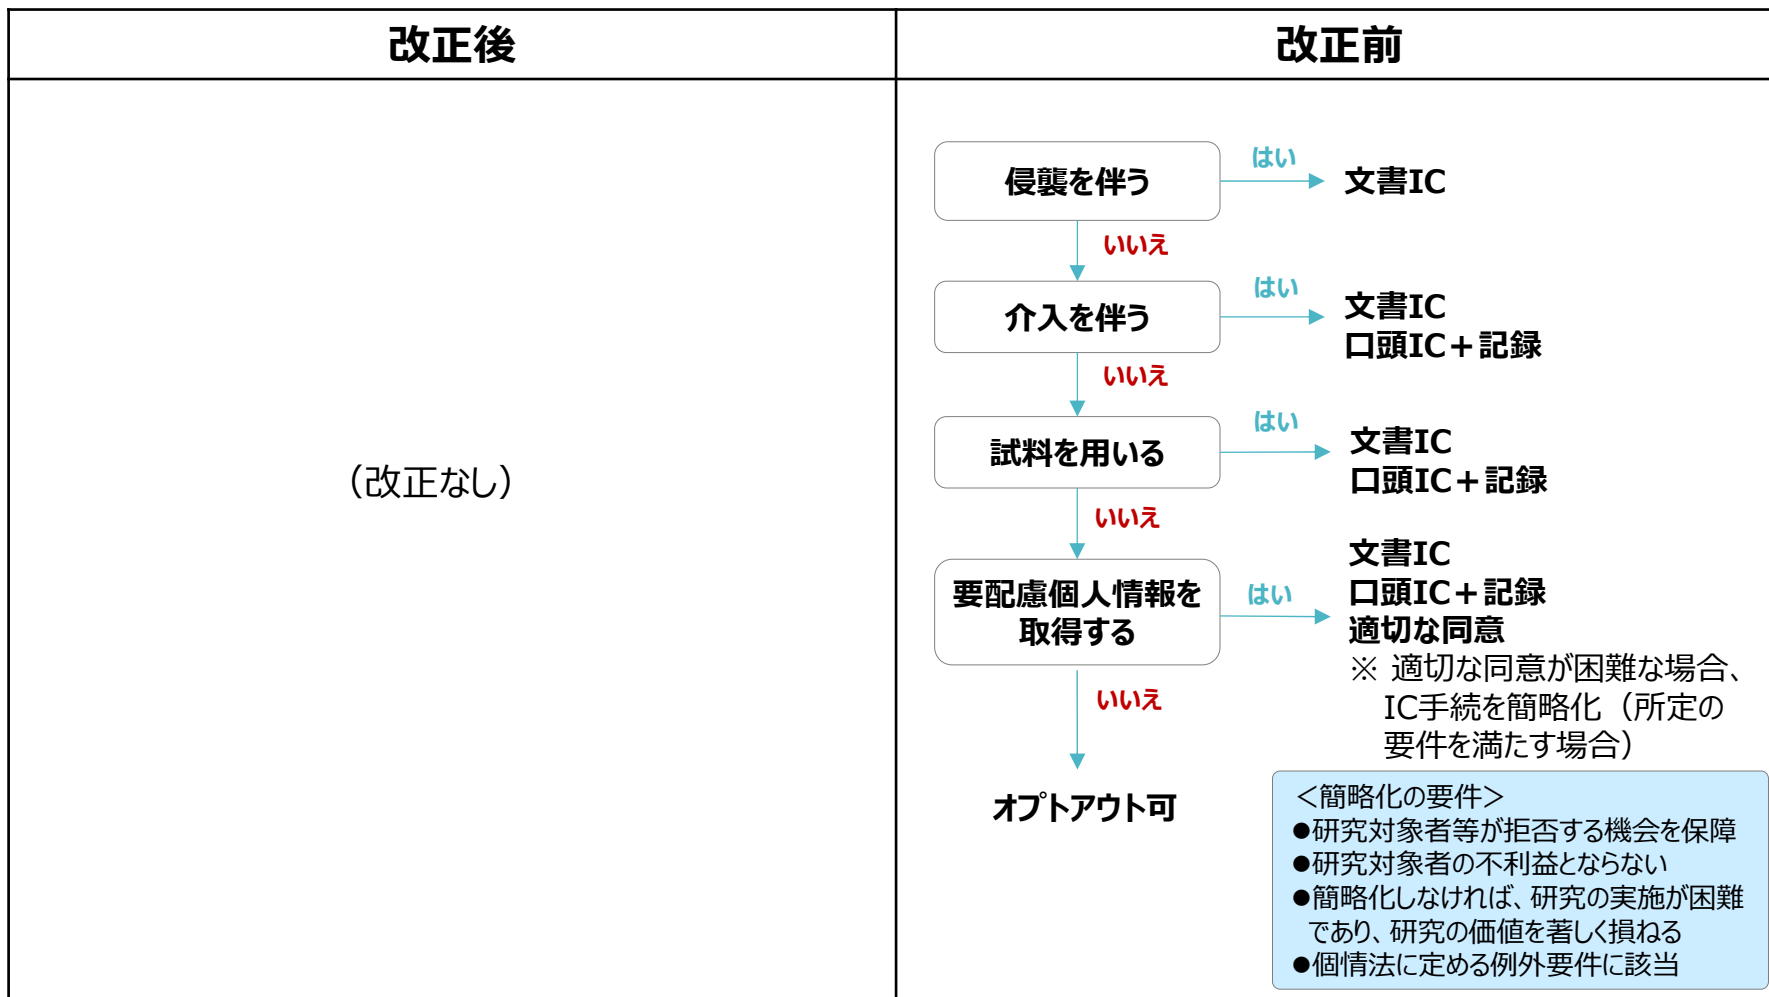 改正後
改正前
(改正なし)
侵襲を伴う
はい
文書IC
いいえ
介入を伴う
はい
文書IC
口頭IC+記録
いいえ
試料を用いる
はい
文書IC
口頭IC+記録
いいえ
要配慮個人情報を
取得する
はい
文書IC
口頭IC+記録
適切な同意
※ 適切な同意が困難な場合、
IC手続を簡略化(所定の
要件を満たす場合)
いいえ
オプトアウト可
<簡略化の要件>
●研究対象者等が拒否する機会を保障
●研究対象者の不利益とならない
●簡略化しなければ、研究の実施が困難
であり、研究の価値を著しく損ねる
●個情法に定める例外要件に該当